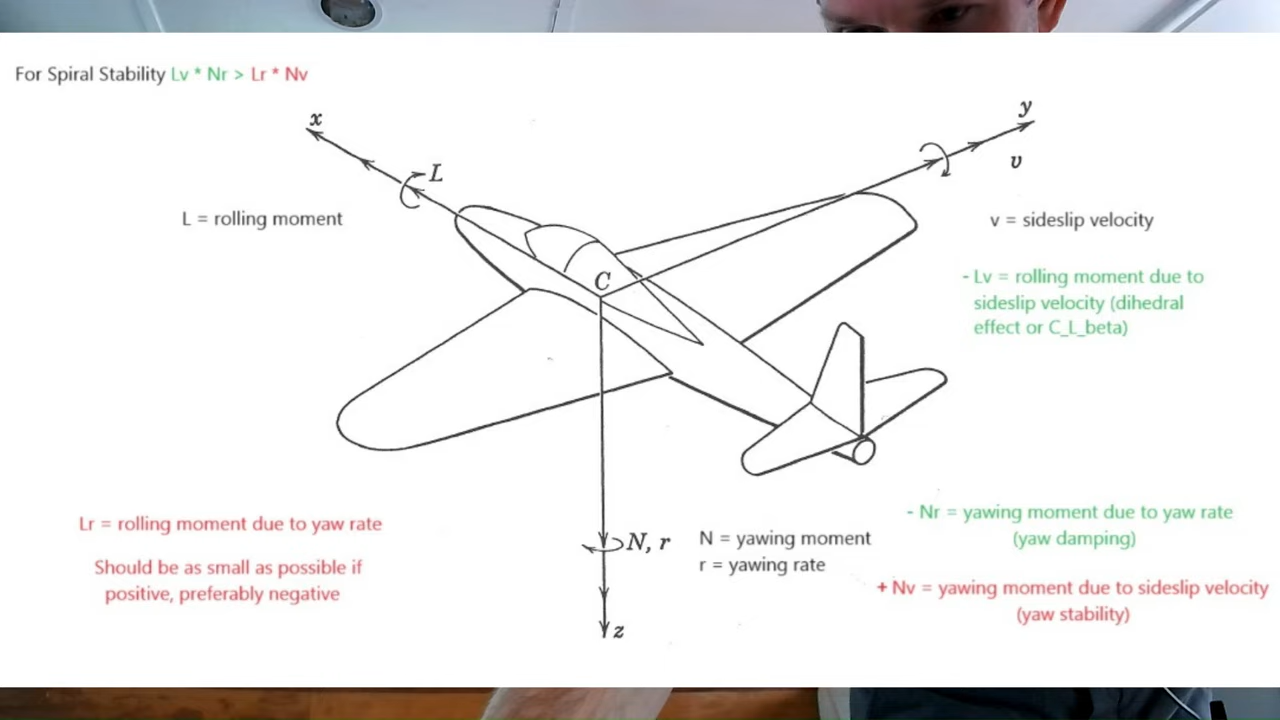 For Spiral Stability Lv * Nr > Lr * Nv
x
y
L
v
L = rolling moment
v = sideslip velocity
- Lv = rolling moment due to
sideslip velocity (dihedral
effect or C_L_beta)
C
Lr = rolling moment due to yaw rate
Should be as small as possible if
positive, preferably negative
N, r
N = yawing moment
r = yawing rate
- Nr = yawing moment due to yaw rate
(yaw damping)
+ Nv = yawing moment due to sideslip velocity
(yaw stability)
z